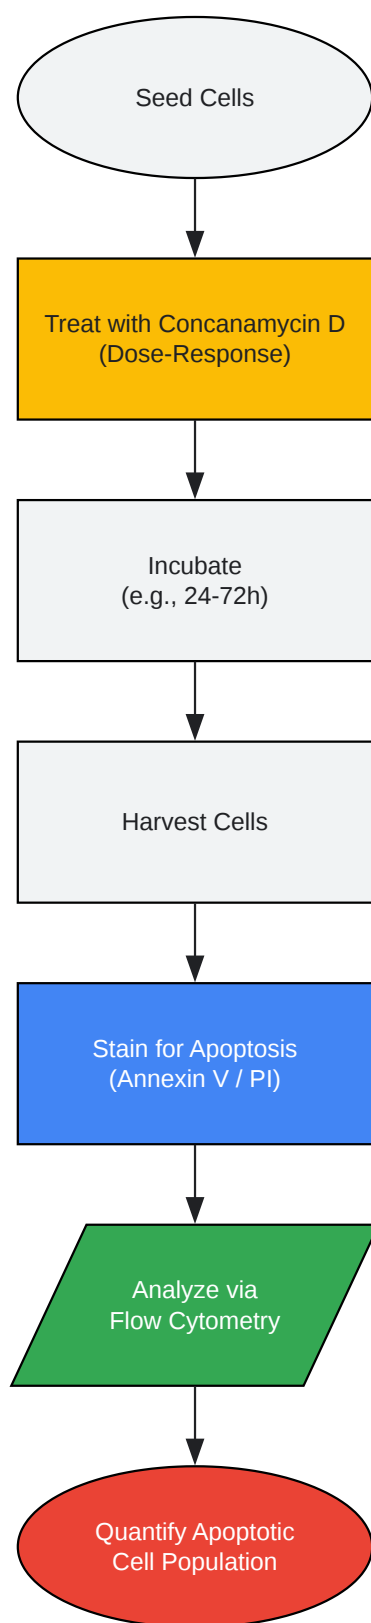 Seed Cells
Treat with Concanamycin D
(Dose-Response)
Incubate
(e.g., 24-72h)
Harvest Cells
Stain for Apoptosis
(Annexin V / PI)
Analyze via
Flow Cytometry
Quantify Apoptotic
Cell Population